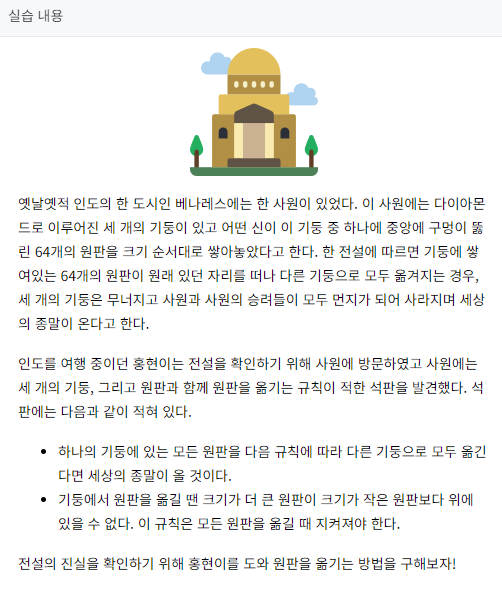 실습 내용
옛날옛적 인도의 한 도시인 베나레스에는 한 사원이 있었다. 이 사원에는 다이아몬
드로 이루어진 세 개의 기둥이 있고 어떤 신이 이 기둥 중 하나에 중앙에 구멍이 뚫
린 64개의 원판을 크기 순서대로 쌓아놓았다고 한다. 한 전설에 따르면 기둥에 쌓
여있는 64개의 원판이 원래 있던 자리를 떠나 다른 기둥으로 모두 옮겨지는 경우,
세 개의 기둥은 무너지고 사원과 사원의 승려들이 모두 먼지가 되어 사라지며 세상
의 종말이 온다고 한다.
인도를 여행 중이던 홍현이는 전설을 확인하기 위해 사원에 방문하였고 사원에는
세 개의 기둥, 그리고 원판과 함께 원판을 옮기는 규칙이 적한 석판을 발견했다. 석
판에는 다음과 같이 적혀 있다.
• 하나의 기둥에 있는 모든 원판을 다음 규칙에 따라 다른 기둥으로 모두 옮긴
다면 세상의 종말이 올 것이다.
• 기둥에서 원판을 옮길 땐 크기가 더 큰 원판이 크기가 작은 원판보다 위에
있을 수 없다. 이 규칙은 모든 원판을 옮길 때 지켜져야 한다.
전설의 진실을 확인하기 위해 홍현이를 도와 원판을 옮기는 방법을 구해보자!